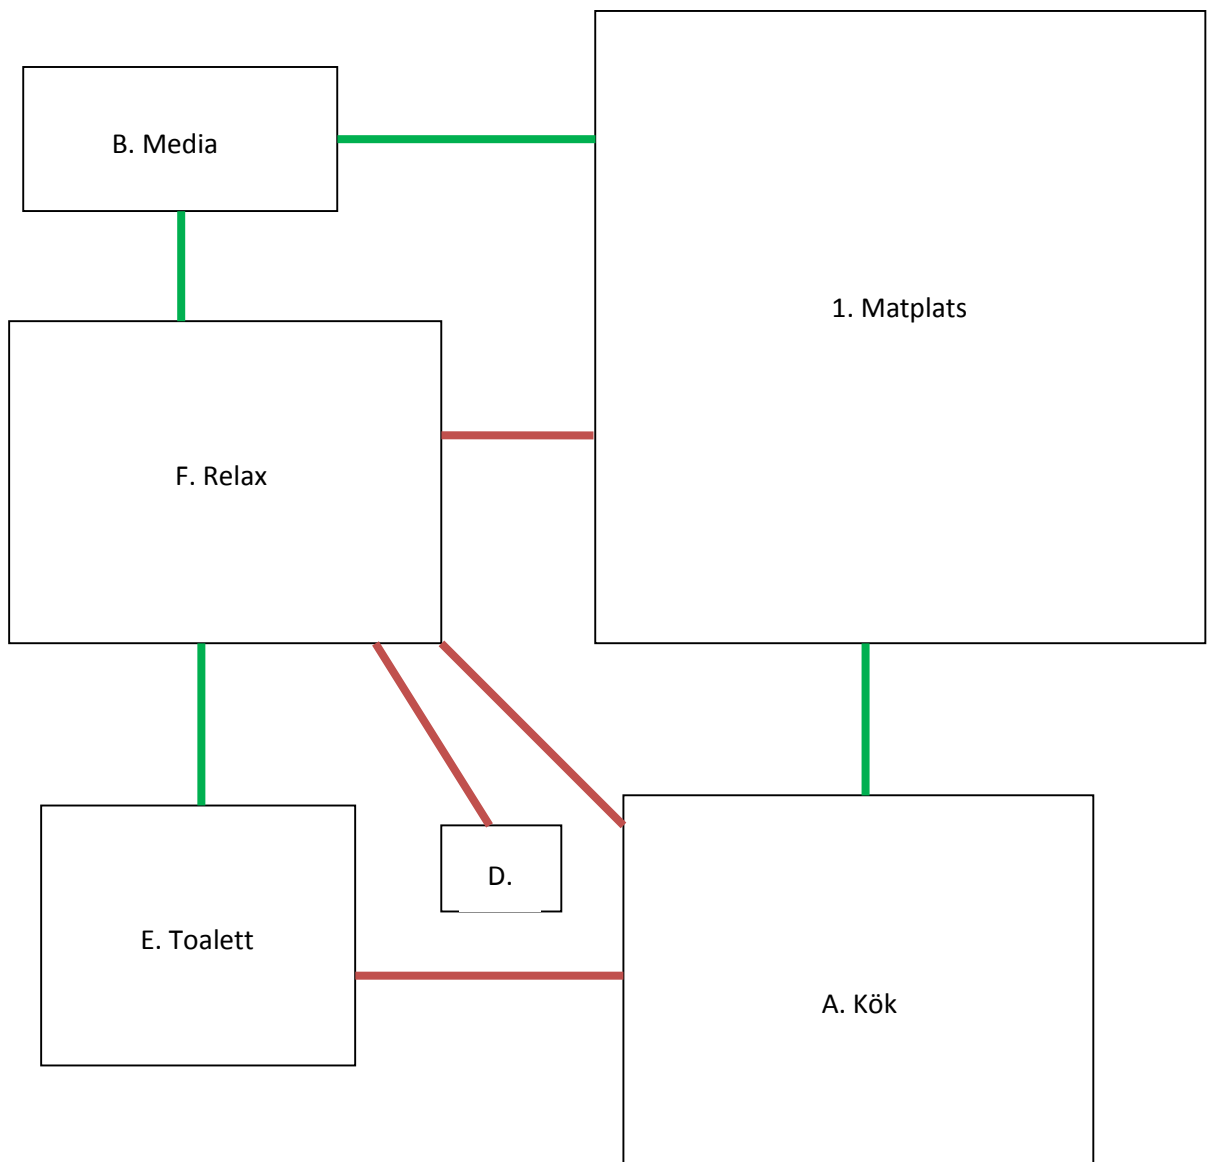 B. Media
1. Matplats
F. Relax
D.
E. Toalett
A. Kök